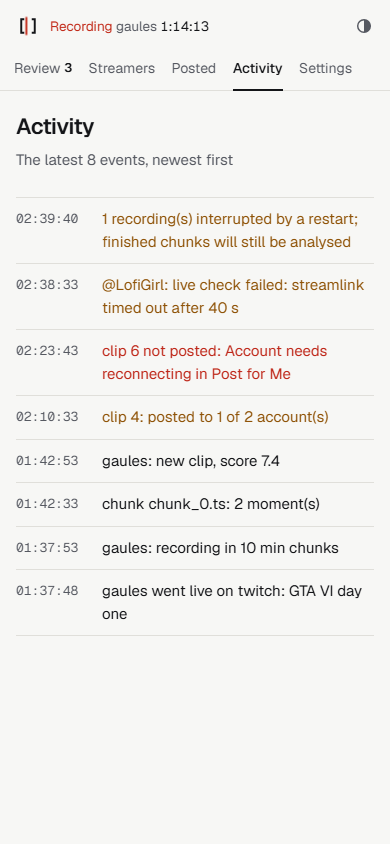 Recording gaules 1:14:13
Review 3 Streamers Posted Activity Settings
Activity
The latest 8 events, newest first
02:39:40 1 recording(s) interrupted by a restart;
finished chunks will still be analysed
02:38:33 @LofiGirl: live check failed: streamlink
timed out after 40 s
02:23:43 clip 6 not posted: Account needs
reconnecting in Post for Me
02:10:33 clip 4: posted to 1 of 2 account(s)
01:42:53 gaules: new clip, score 7.4
01:42:33 chunk chunk_0.ts: 2 moment(s)
01:37:53 gaules: recording in 10 min chunks
01:37:48 gaules went live on twitch: GTA VI day
one